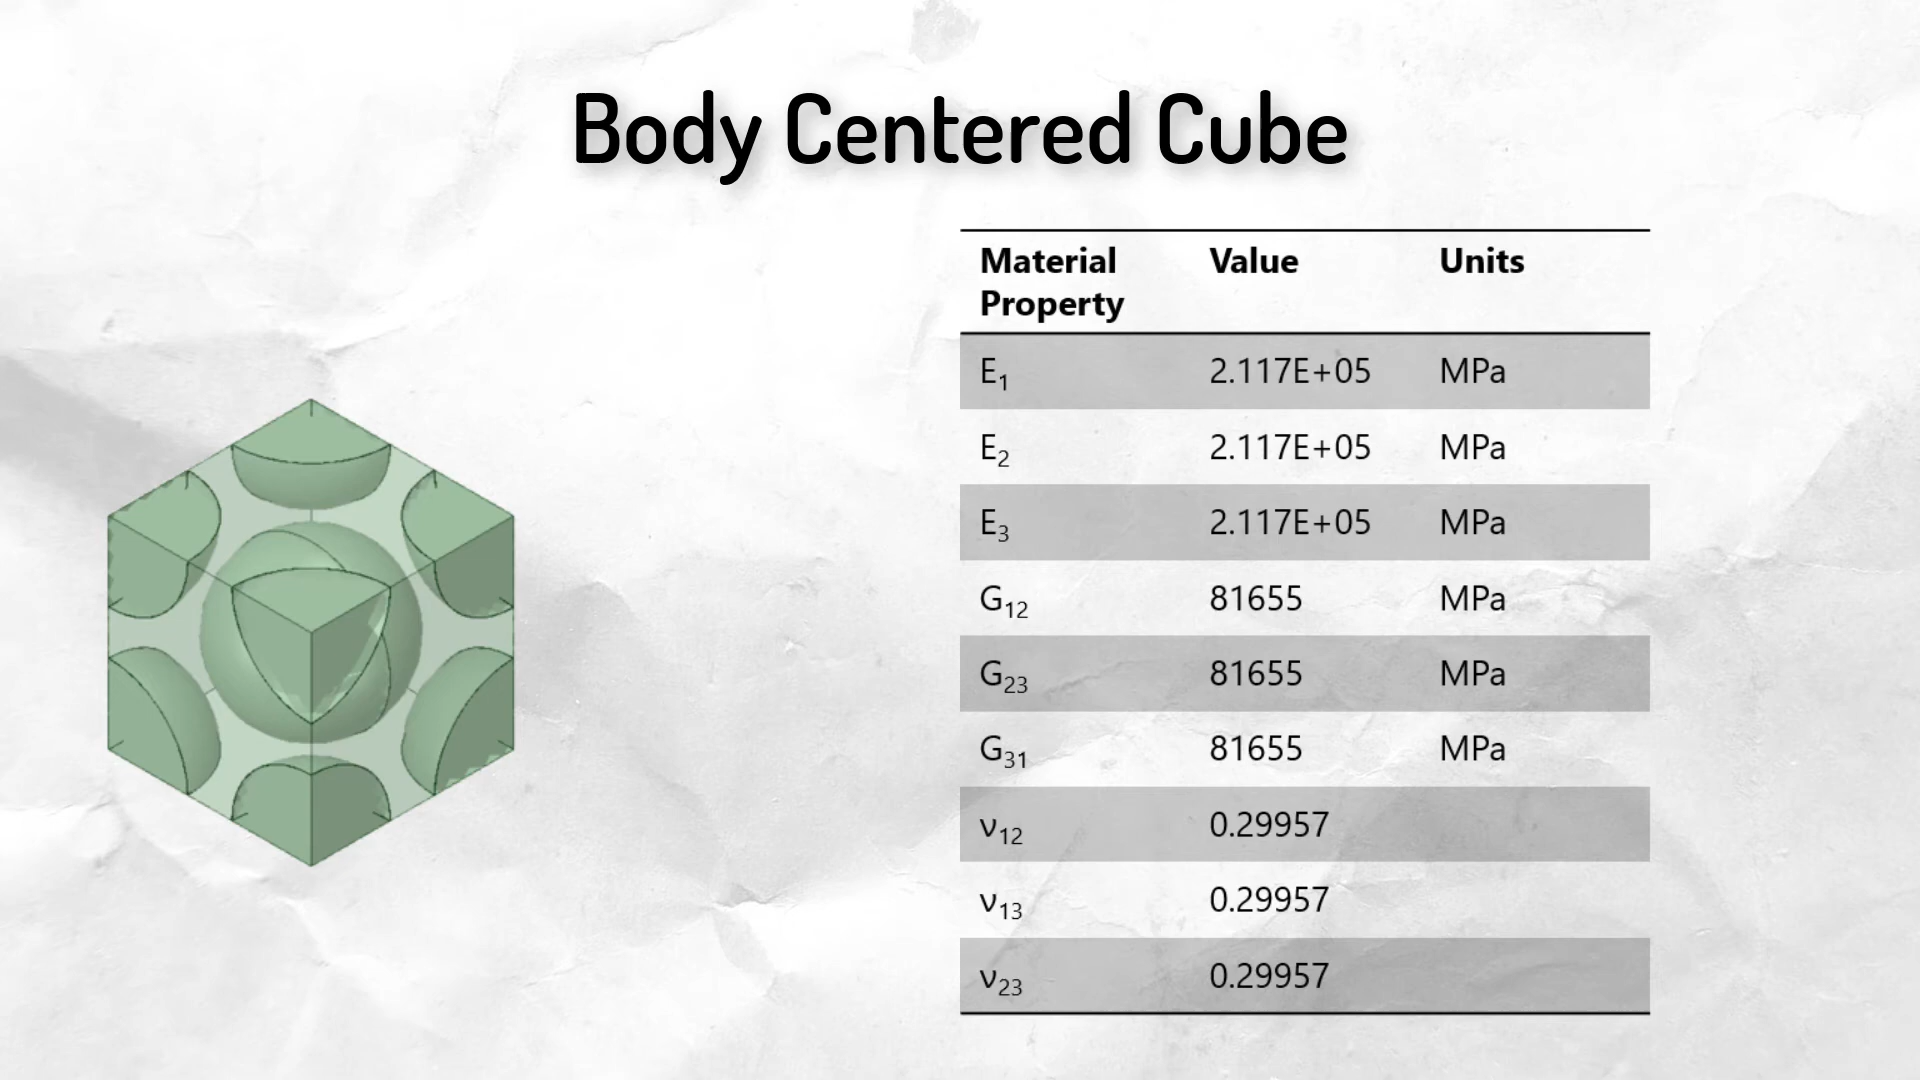 Body Centered Cube
Material Property Value Units
E₁ 2.117E+05 MPa
E₂ 2.117E+05 MPa
E₃ 2.117E+05 MPa
G₁₂ 81655 MPa
G₂₃ 81655 MPa
G₃₁ 81655 MPa
ν₁₂ 0.29957
ν₁₃ 0.29957
ν₂₃ 0.29957